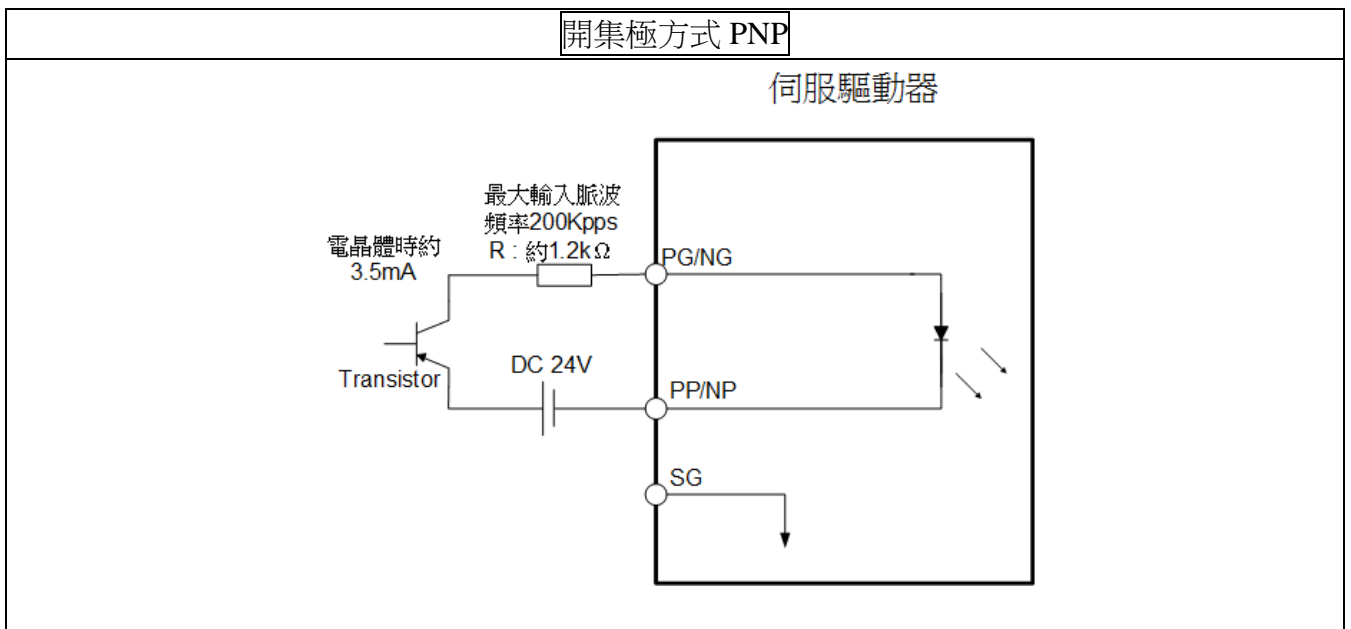 開集極方式 PNP
伺服驅動器
最大輸入脈波
頻率200Kpps
R : 約1.2kΩ
電晶體時約
3.5mA
PG/NG
Transistor
DC 24V
PP/NP
SG